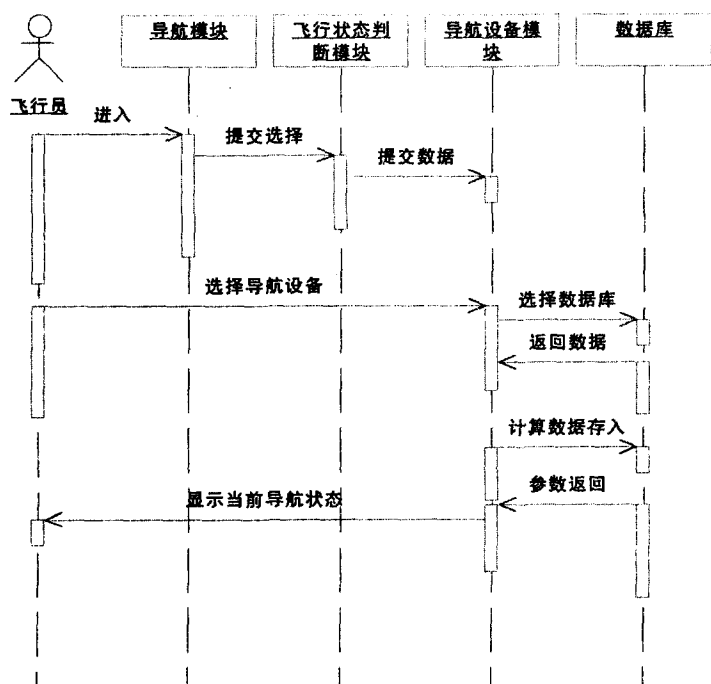 导航模块
飞行状态判
断模块
导航设备模
块
数据库
飞行员
进入
提交选择
提交数据
选择导航设备
选择数据库
返回数据
计算数据存入
参数返回
显示当前导航状态